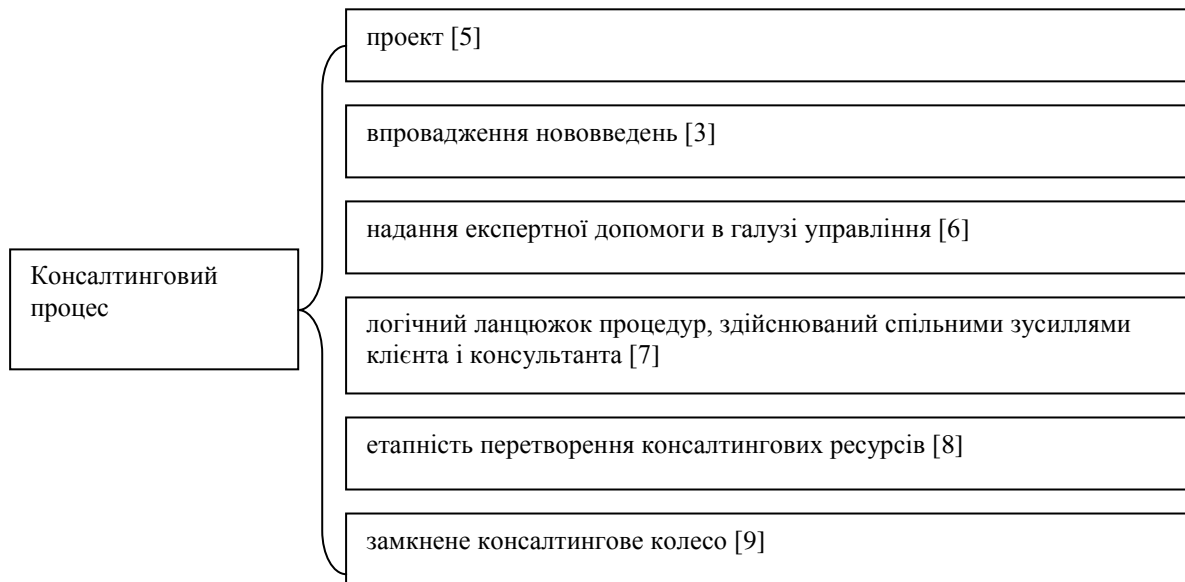 проект [5]
впровадження нововведень [3]
надання експертної допомоги в галузі управління [6]
Консалтинговий
процес
логічний ланцюжок процедур, здійснюваний спільними зусиллями
клієнта і консультанта [7]
етапність перетворення консалтингових ресурсів [8]
замкнене консалтингове колесо [9]